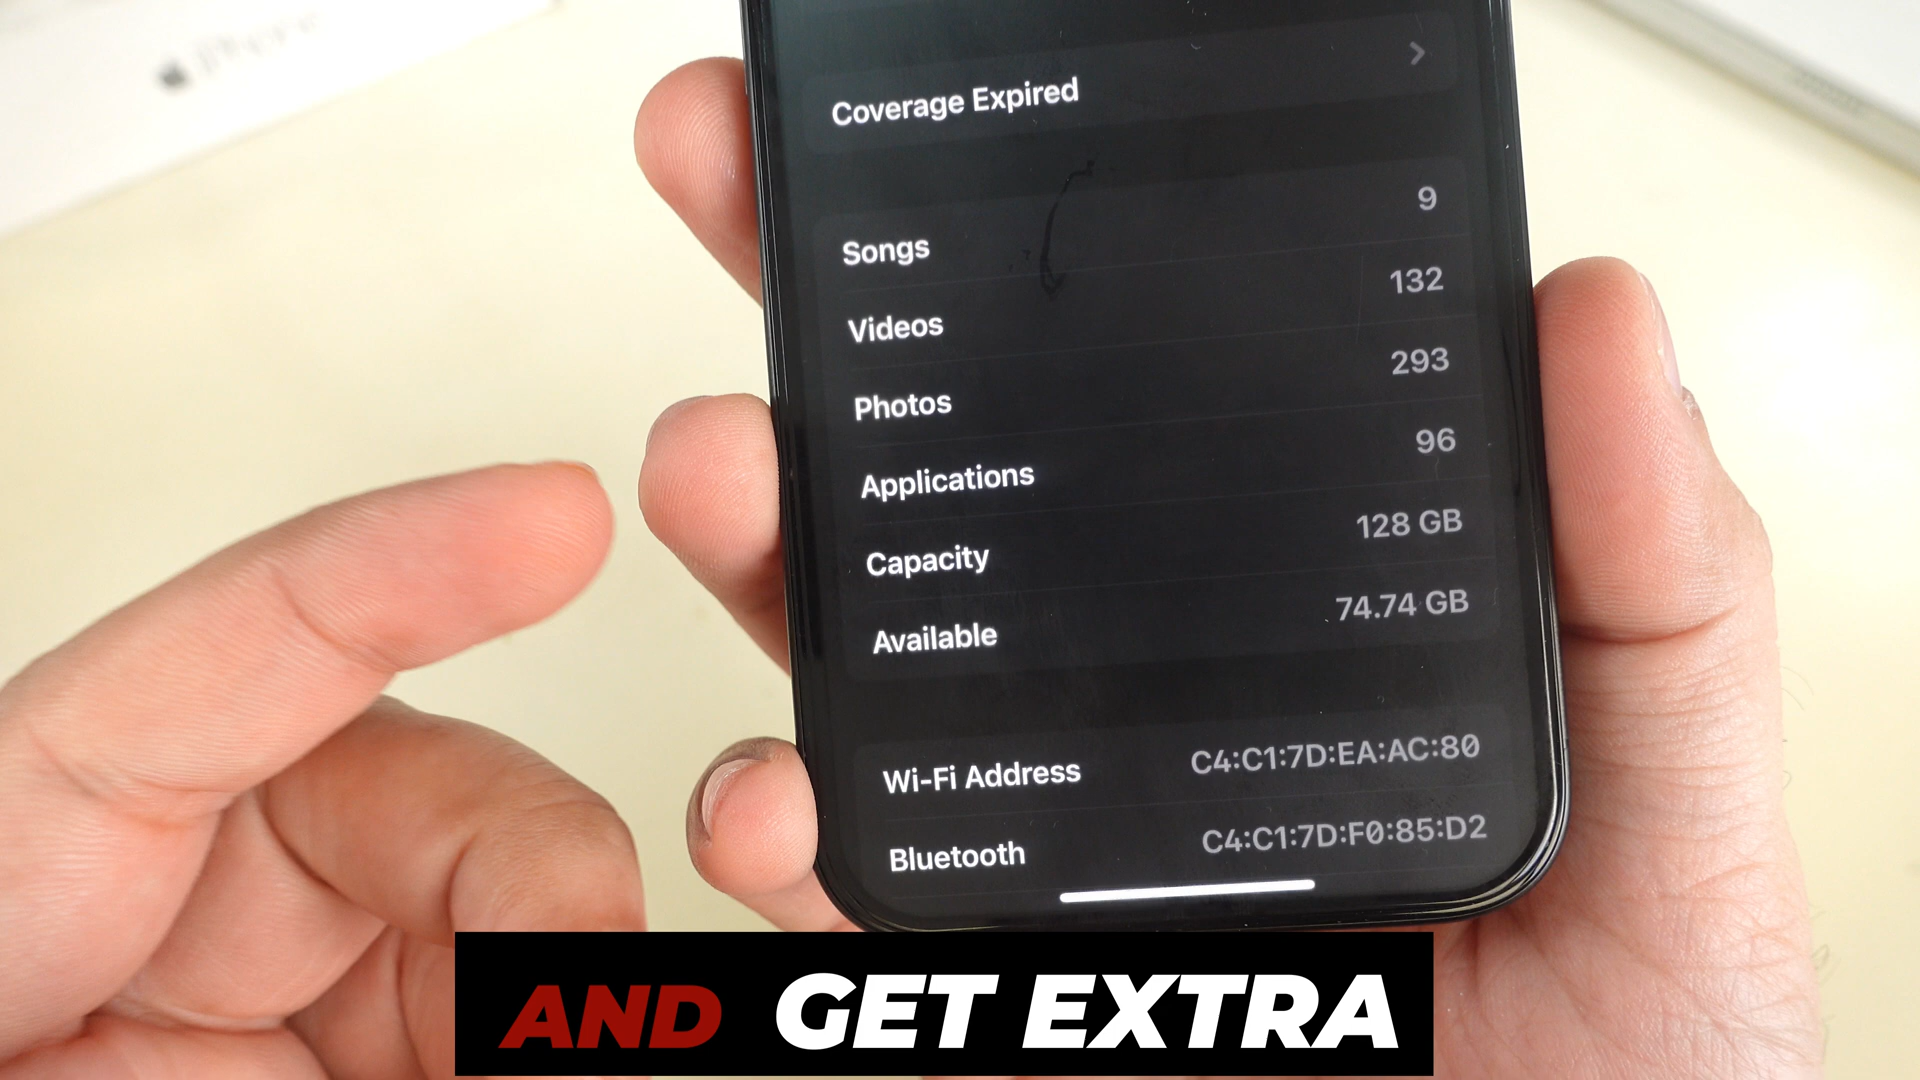 iPhone
Coverage Expired
Songs 9
Videos 132
Photos 293
Applications 96
Capacity 128 GB
Available 74.74 GB
Wi-Fi Address C4:C1:7D:EA:AC:80
Bluetooth C4:C1:7D:F0:85:D2
AND GET EXTRA